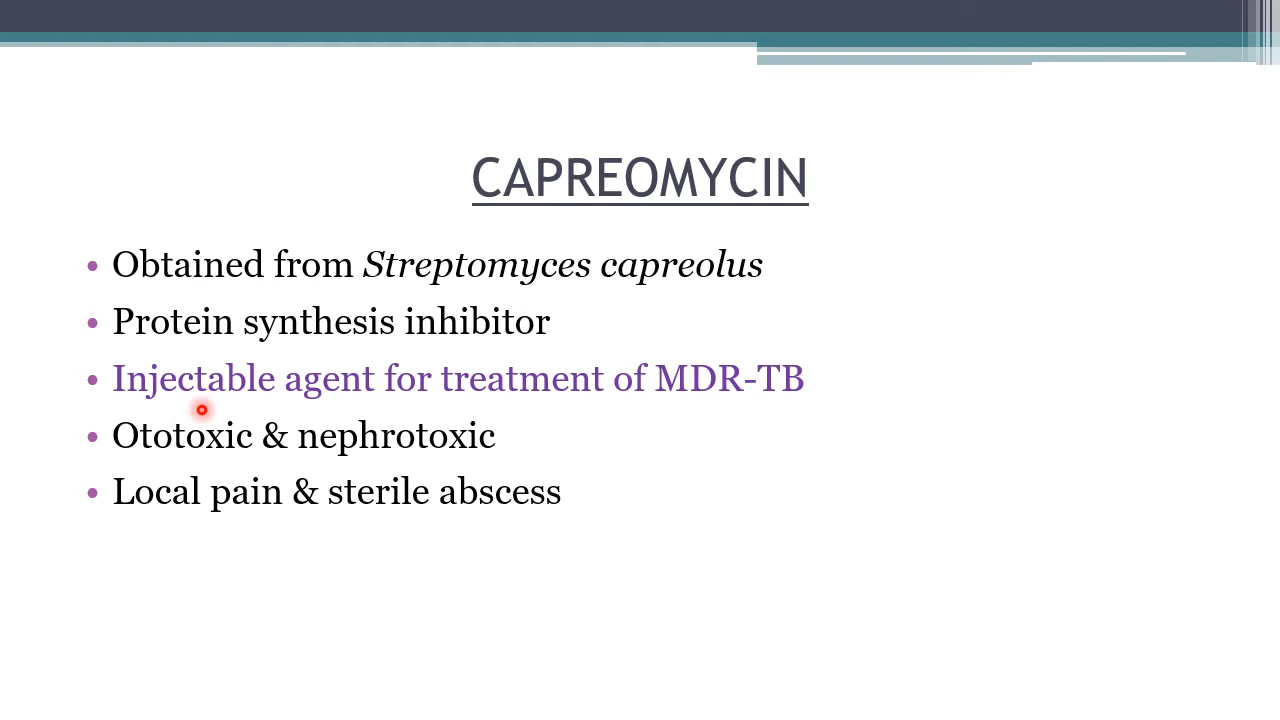 CAPREOMYCIN
• Obtained from Streptomyces capreolus
• Protein synthesis inhibitor
• Injectable agent for treatment of MDR-TB
• Ototoxic & nephrotoxic
• Local pain & sterile abscess